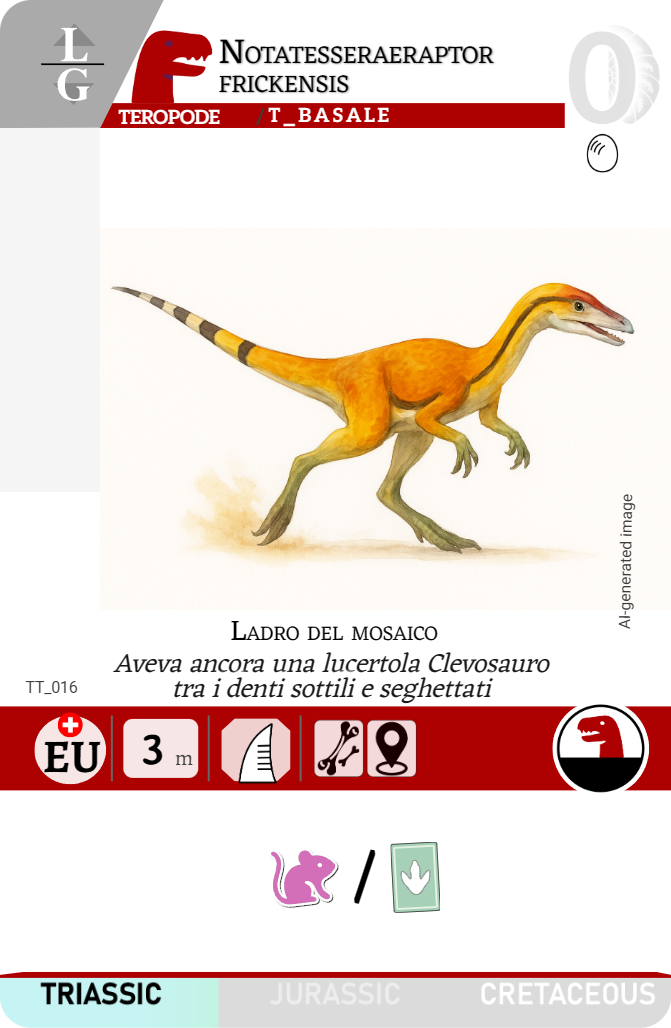 L
G
Notatesseraeraptor
frickensis
0
TEROPODE / T_BASALE
AI-generated image
Ladro del mosaico
Aveva ancora una lucertola Clevosauro
tra i denti sottili e seghettati
TT_016
EU 3 m
/
TRIASSIC JURASSIC CRETACEOUS